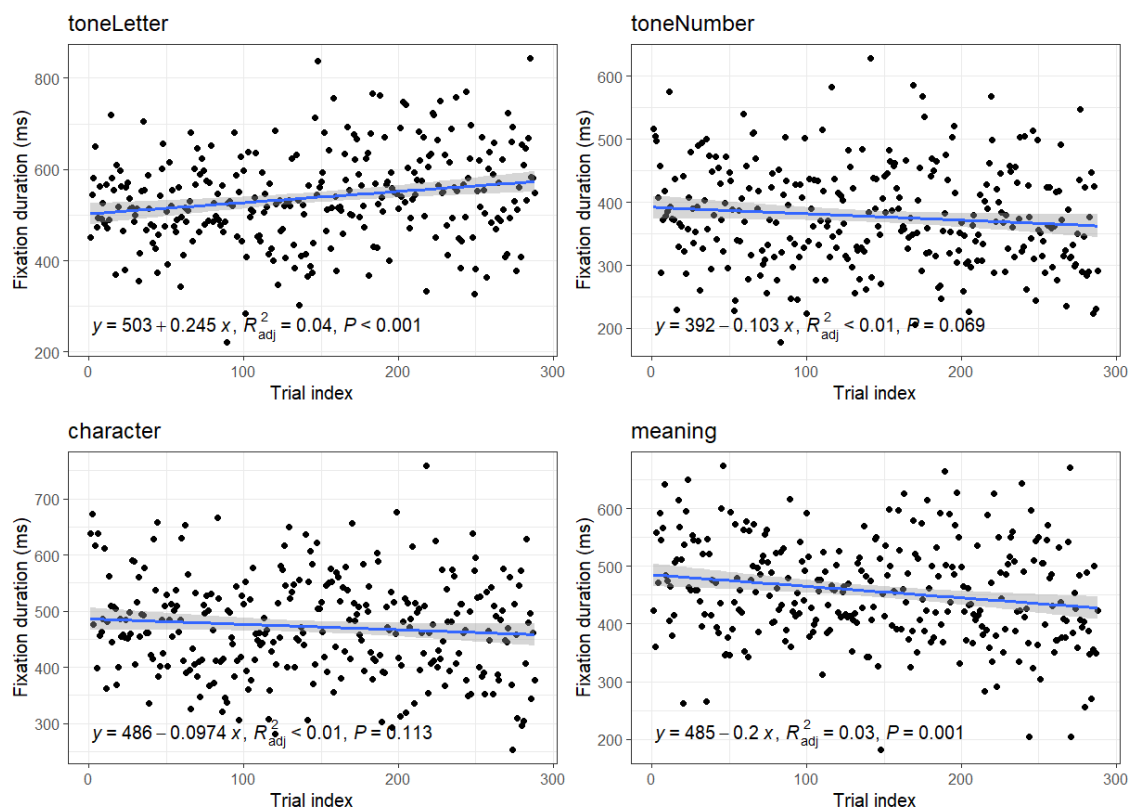 toneLetter
Fixation duration (ms)
800
600
400
200
y = 503 + 0.245 x, R²adj = 0.04, P < 0.001
0 100 200 300
Trial index
toneNumber
Fixation duration (ms)
600
500
400
300
200
y = 392 − 0.103 x, R²adj < 0.01, P = 0.069
0 100 200 300
Trial index
character
Fixation duration (ms)
700
600
500
400
300
y = 486 − 0.0974 x, R²adj < 0.01, P = 0.113
0 100 200 300
Trial index
meaning
Fixation duration (ms)
600
500
400
300
200
y = 485 − 0.2 x, R²adj = 0.03, P = 0.001
0 100 200 300
Trial index